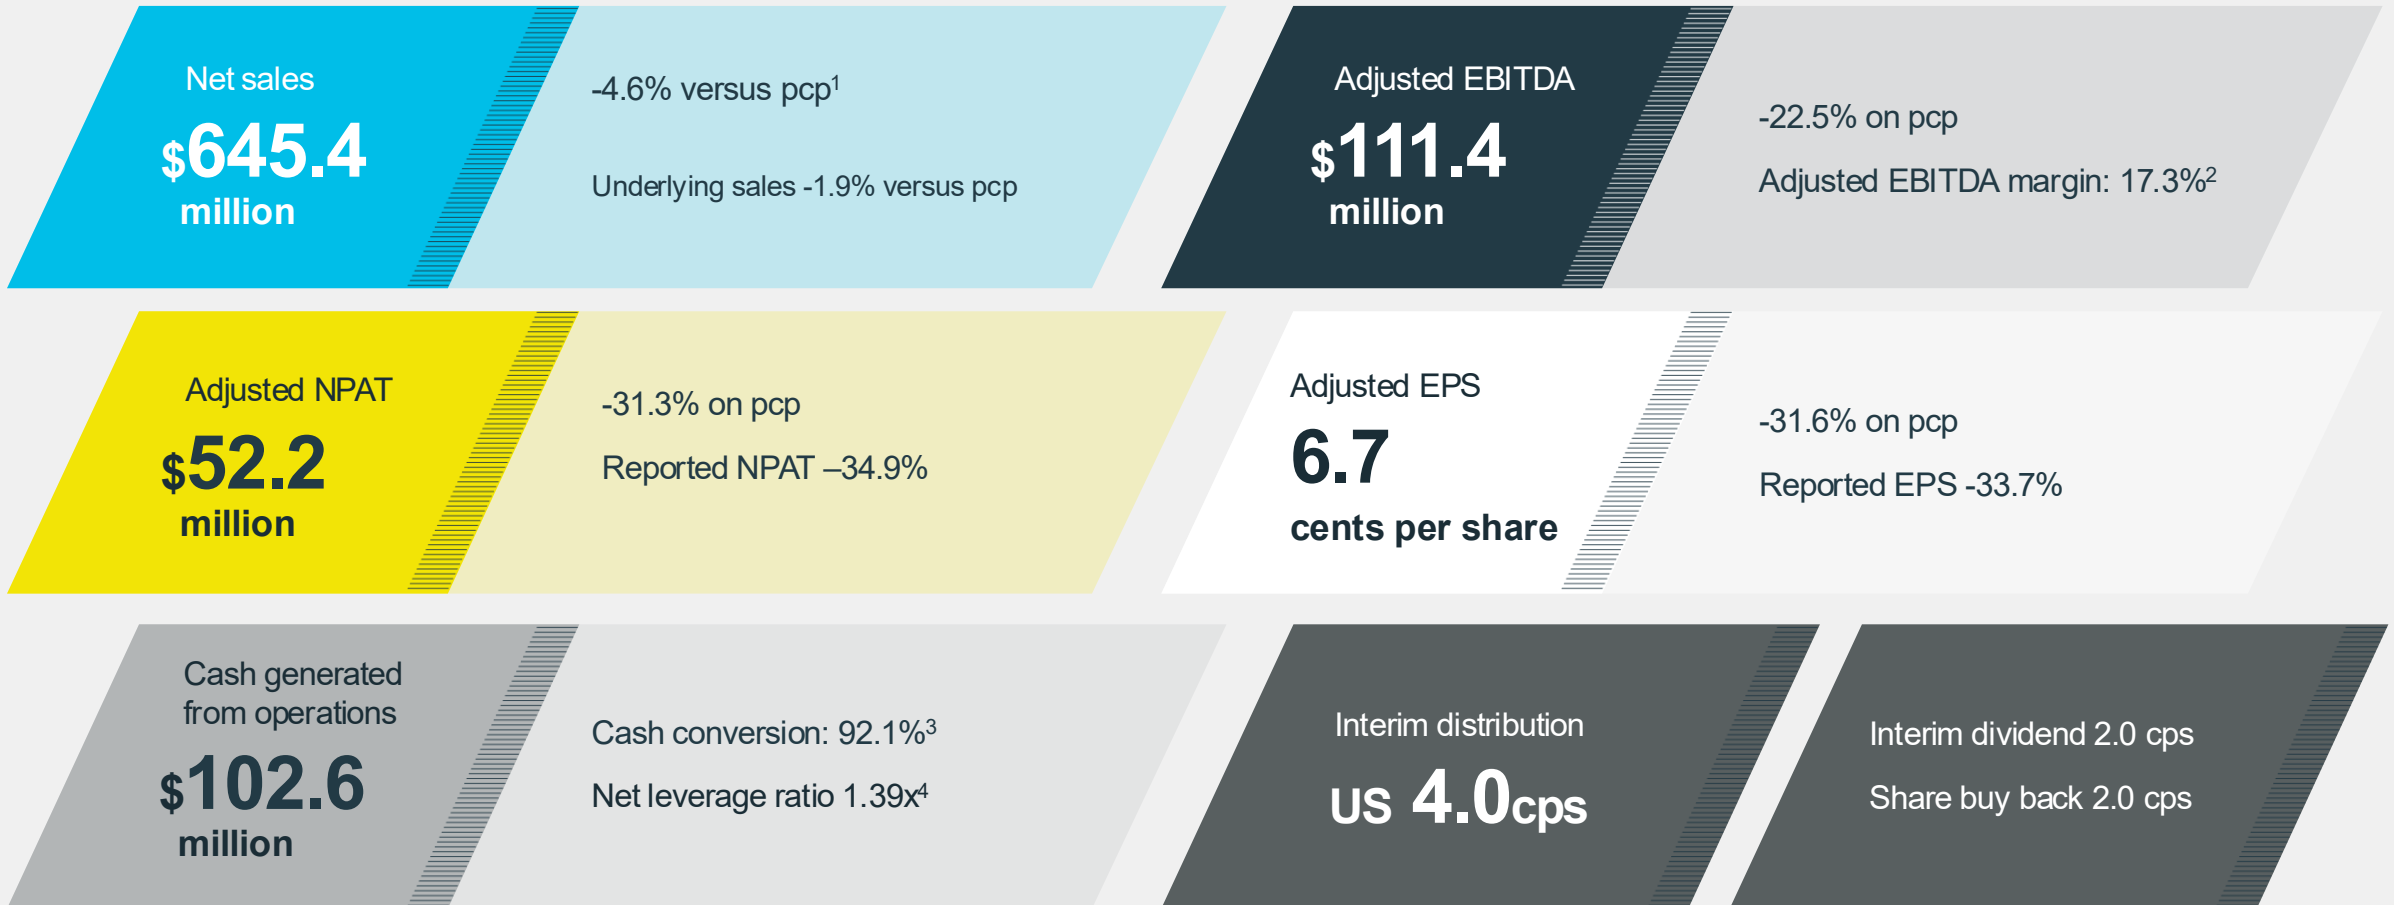 Net sales
$645.4
million
-4.6% versus pcp1
Underlying sales -1.9% versus pcp
Adjusted EBITDA
$111.4
million
-22.5% on pcp
Adjusted EBITDA margin: 17.3%2
Adjusted NPAT
$52.2
million
-31.3% on pcp
Reported NPAT –34.9%
Adjusted EPS
6.7
cents per share
-31.6% on pcp
Reported EPS -33.7%
Cash generated
from operations
$102.6
million
Cash conversion: 92.1%3
Net leverage ratio 1.39x4
Interim distribution
US 4.0cps
Interim dividend 2.0 cps
Share buy back 2.0 cps